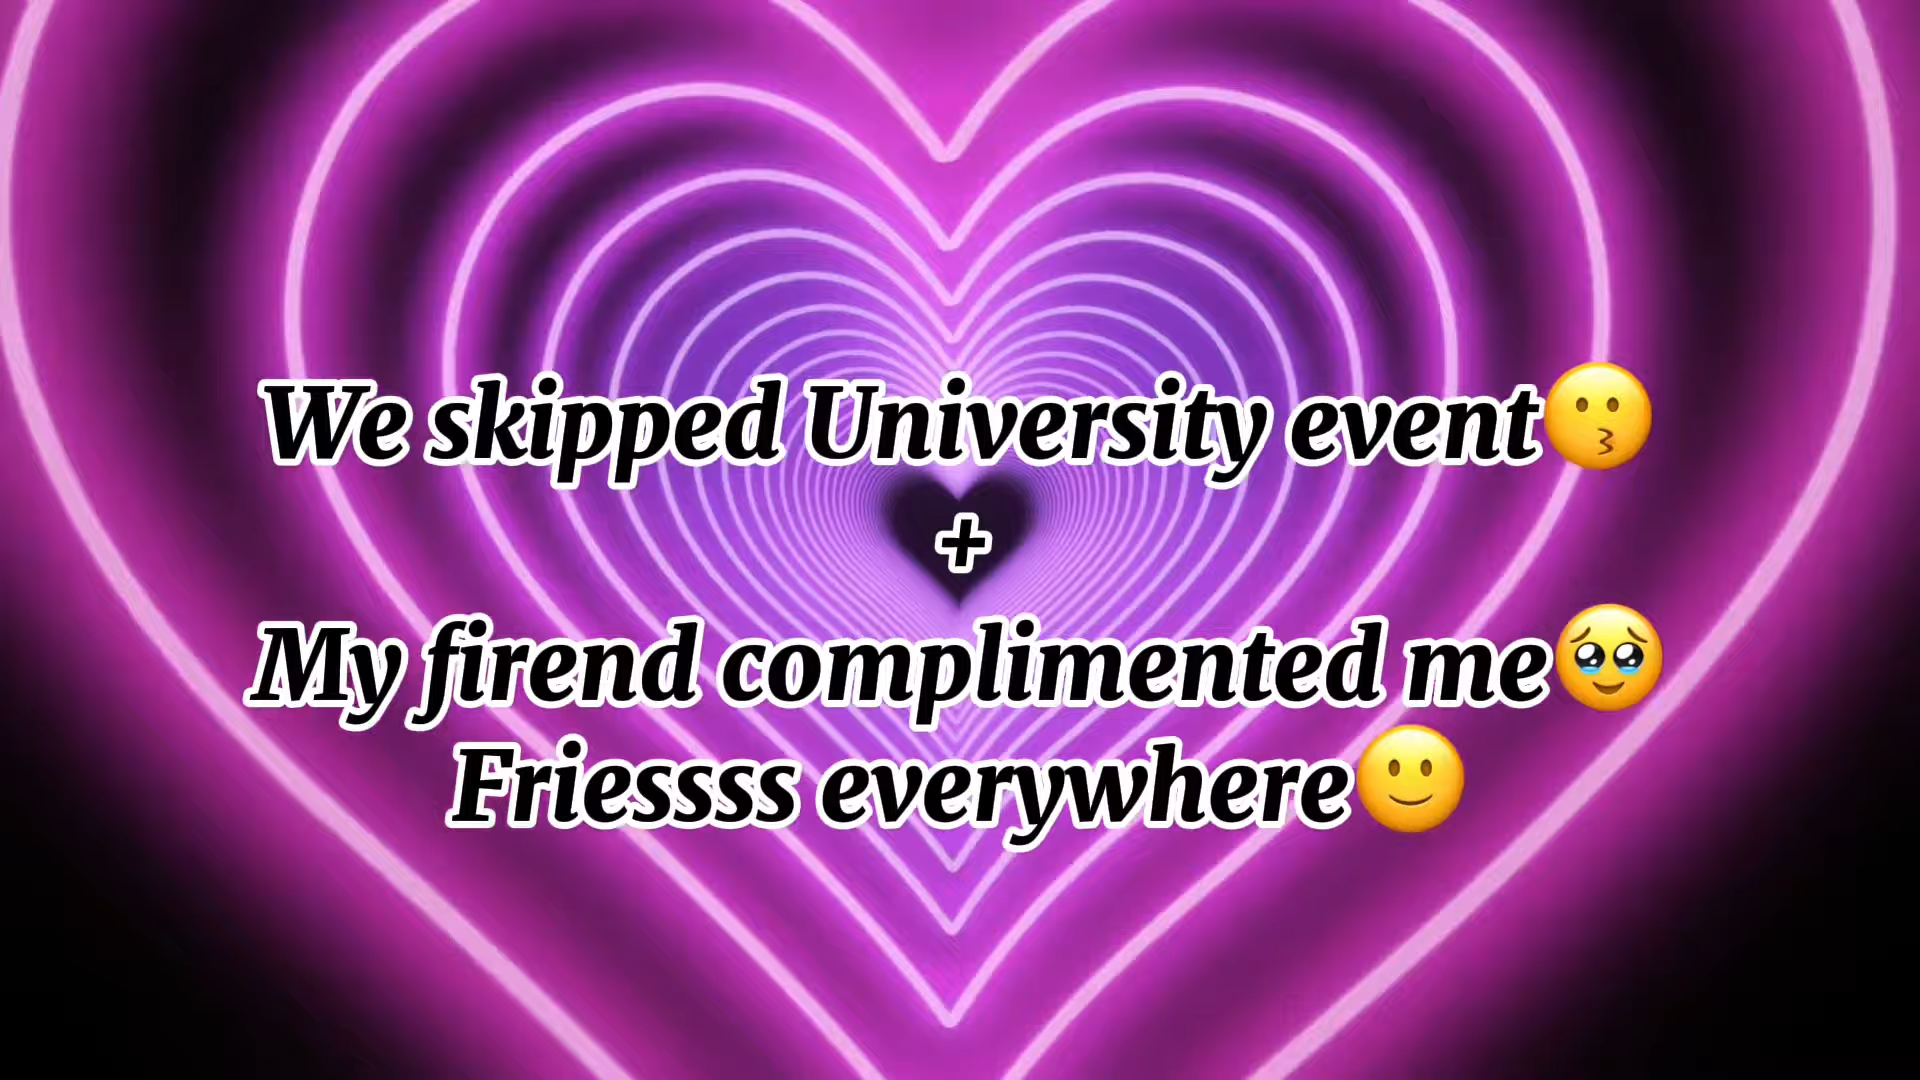 We skipped University event😗
+
My firend complimented me🥹
Friessss everywhere🙂